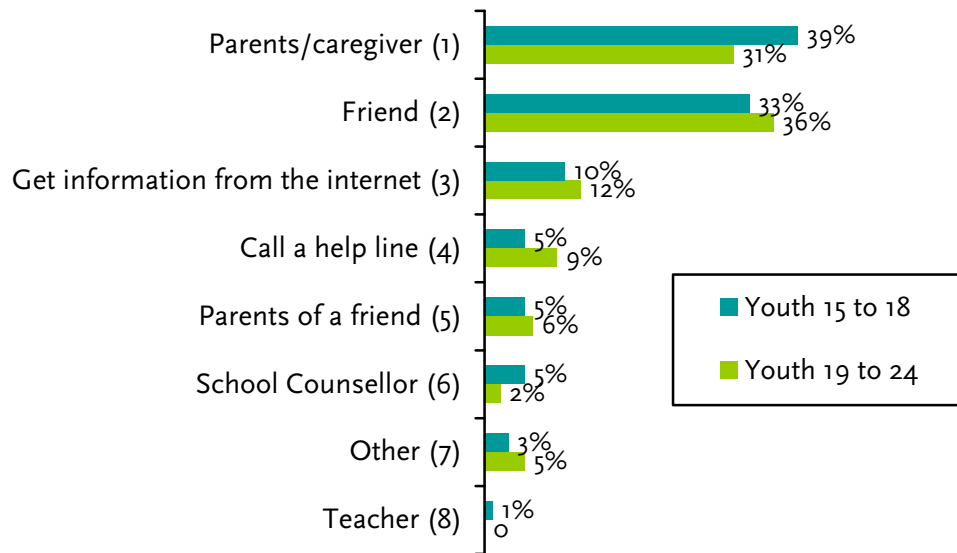 Parents/caregiver (1)
39%
31%
Friend (2)
33%
36%
Get information from the internet (3)
10%
12%
Call a help line (4)
5%
9%
Parents of a friend (5)
5%
6%
School Counsellor (6)
5%
2%
Other (7)
3%
5%
Teacher (8)
1%
0
Youth 15 to 18
Youth 19 to 24